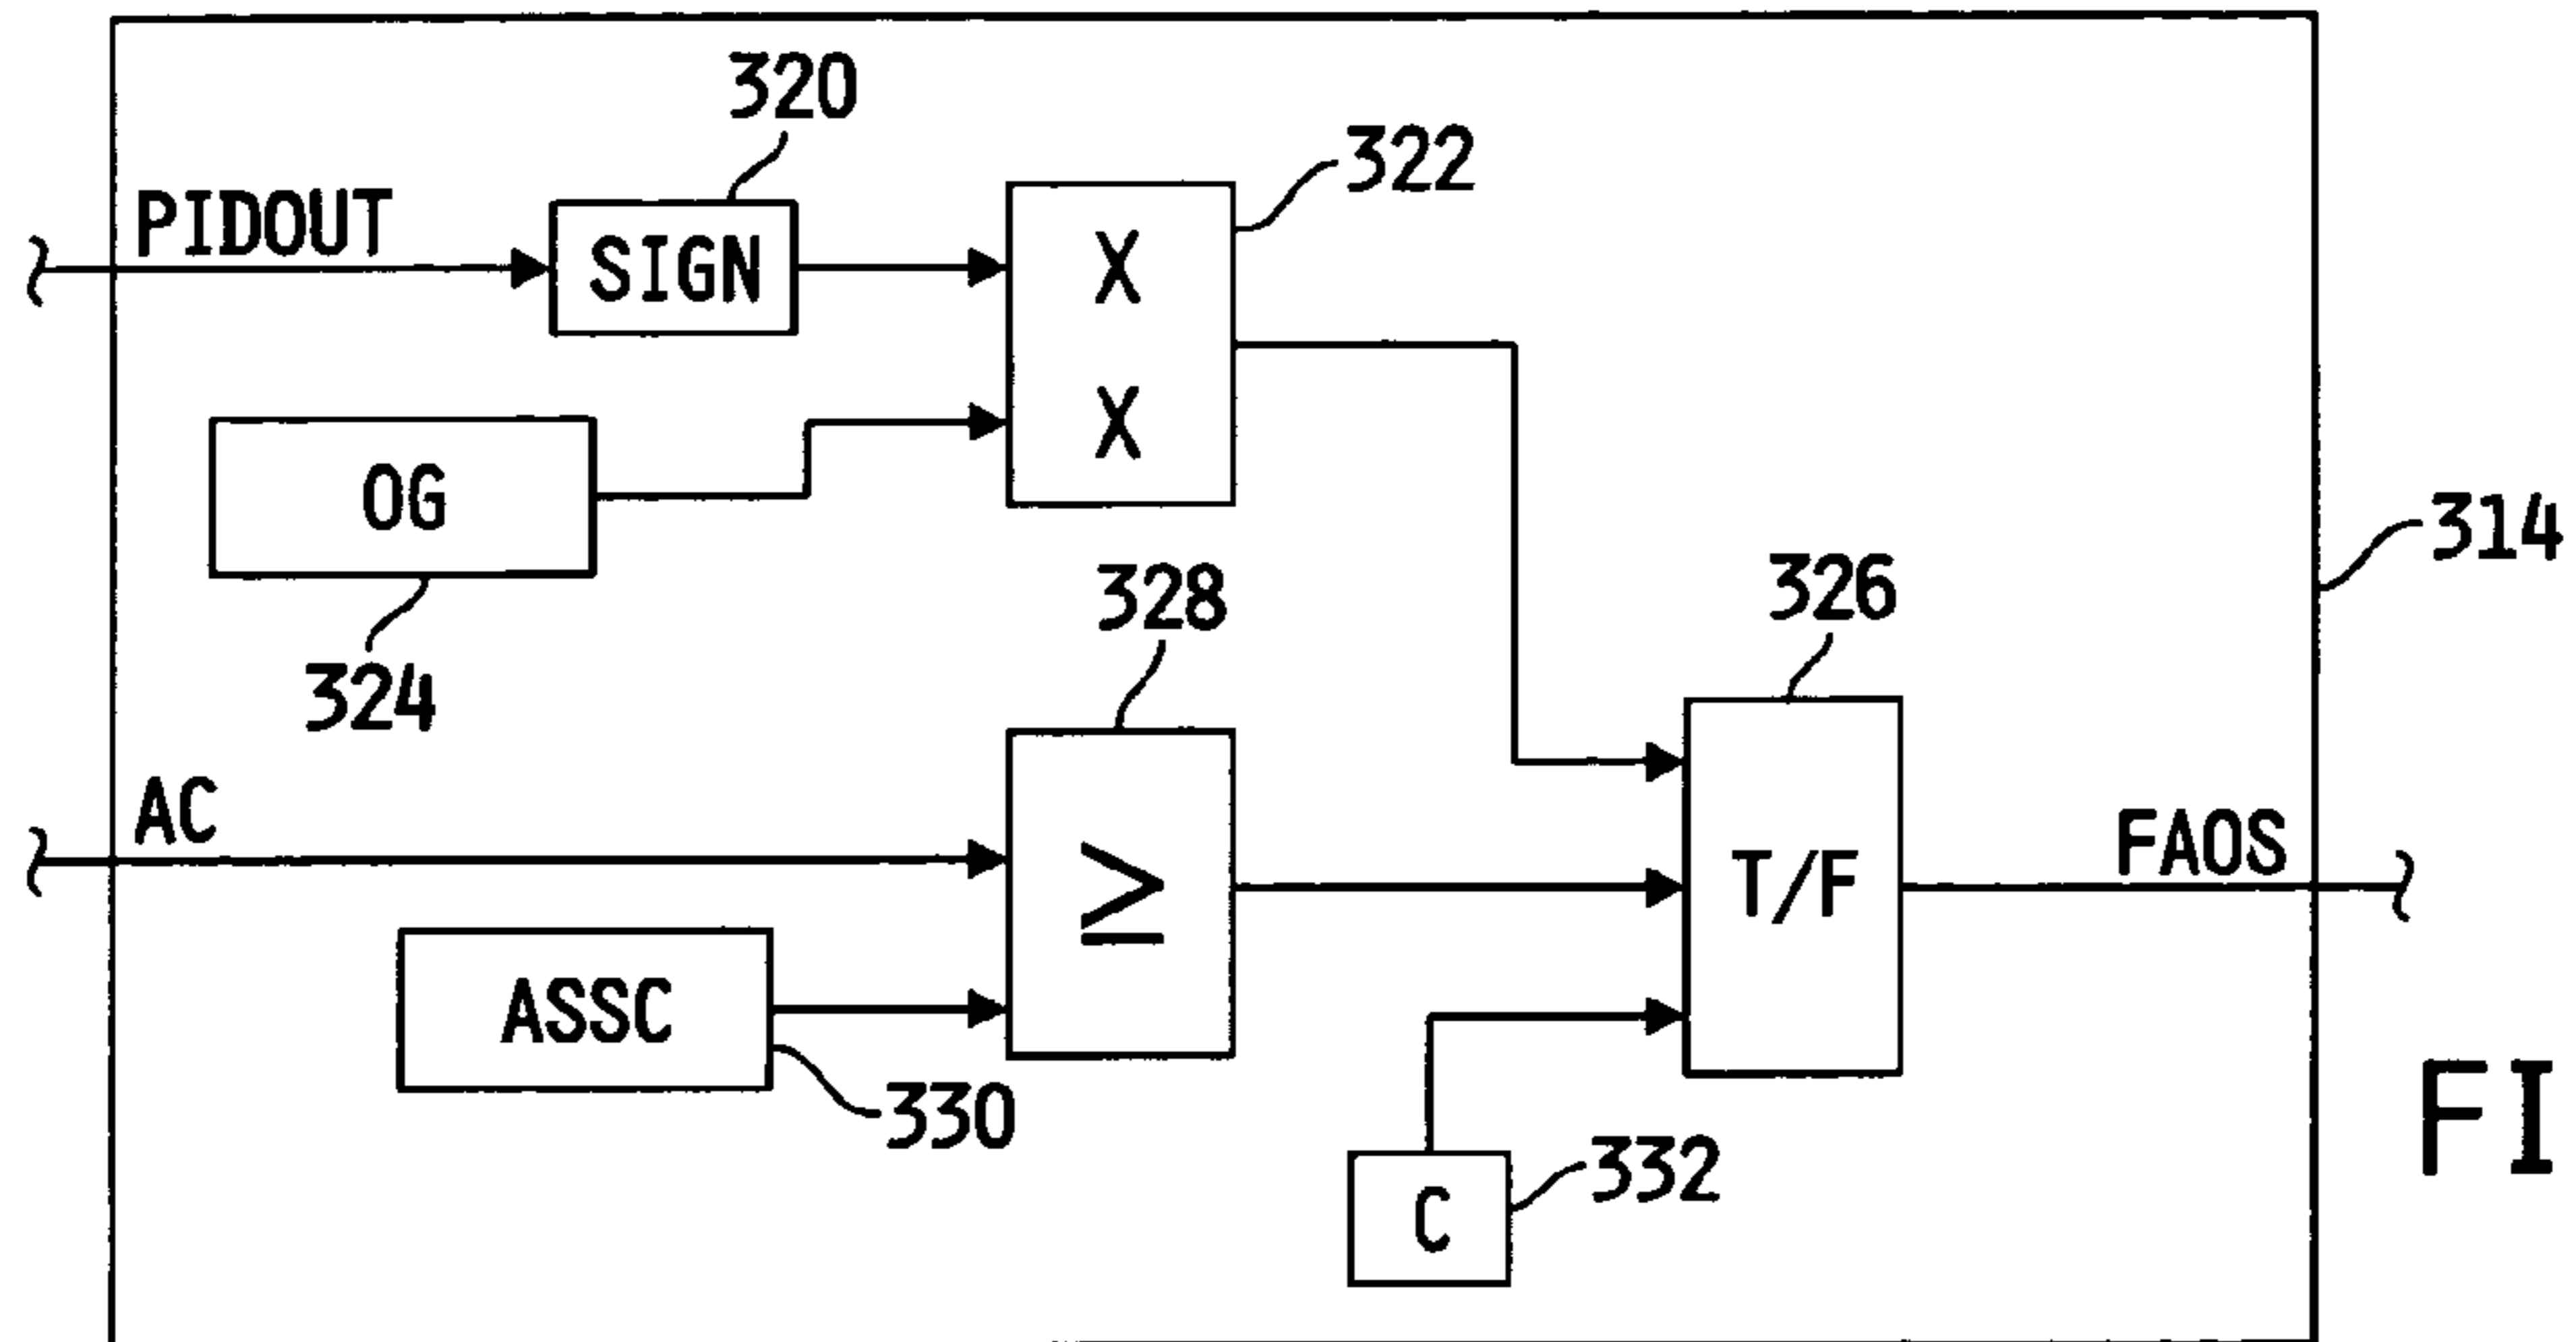 320
322
PIDOUT
SIGN
X
X
OG
324
314
328
326
AC
≥
T/F
FAOS
ASSC
330
332
C
FI